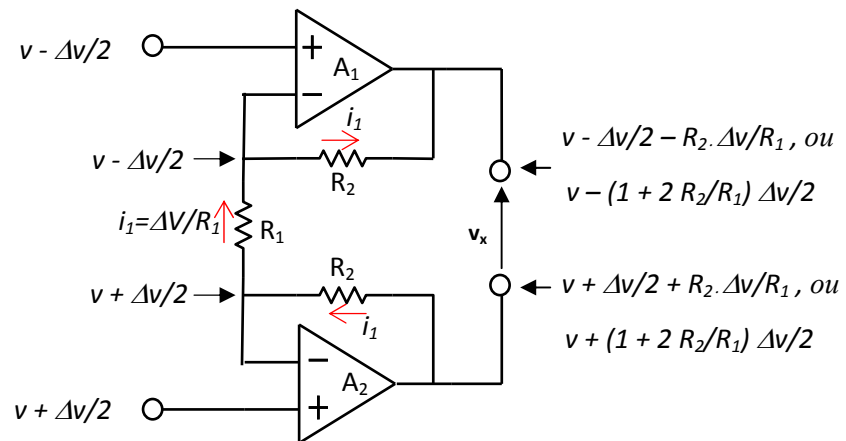 v - Δv/2
+
A1
−
i1
v - Δv/2
R2
v - Δv/2 – R2. Δv/R1 , ou
v – (1 + 2 R2/R1) Δv/2
i1=ΔV/R1
R1
vx
R2
v + Δv/2
i1
v + Δv/2 + R2. Δv/R1 , ou
v + (1 + 2 R2/R1) Δv/2
−
A2
+
v + Δv/2